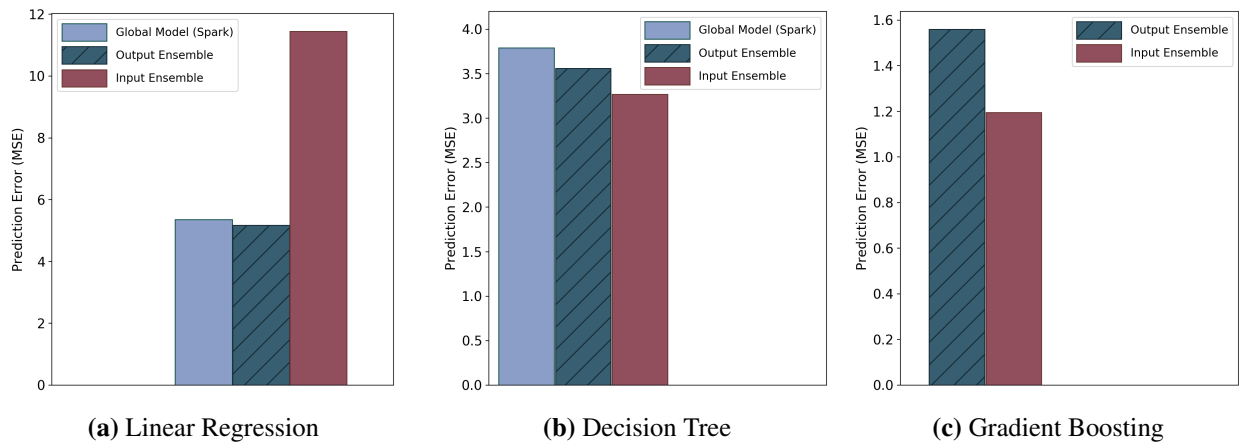 12
10
8
6
4
2
0
Prediction Error (MSE)
Global Model (Spark)
Output Ensemble
Input Ensemble
(a) Linear Regression
4.0
3.5
3.0
2.5
2.0
1.5
1.0
0.5
0.0
Prediction Error (MSE)
Global Model (Spark)
Output Ensemble
Input Ensemble
(b) Decision Tree
1.6
1.4
1.2
1.0
0.8
0.6
0.4
0.2
0.0
Prediction Error (MSE)
Output Ensemble
Input Ensemble
(c) Gradient Boosting